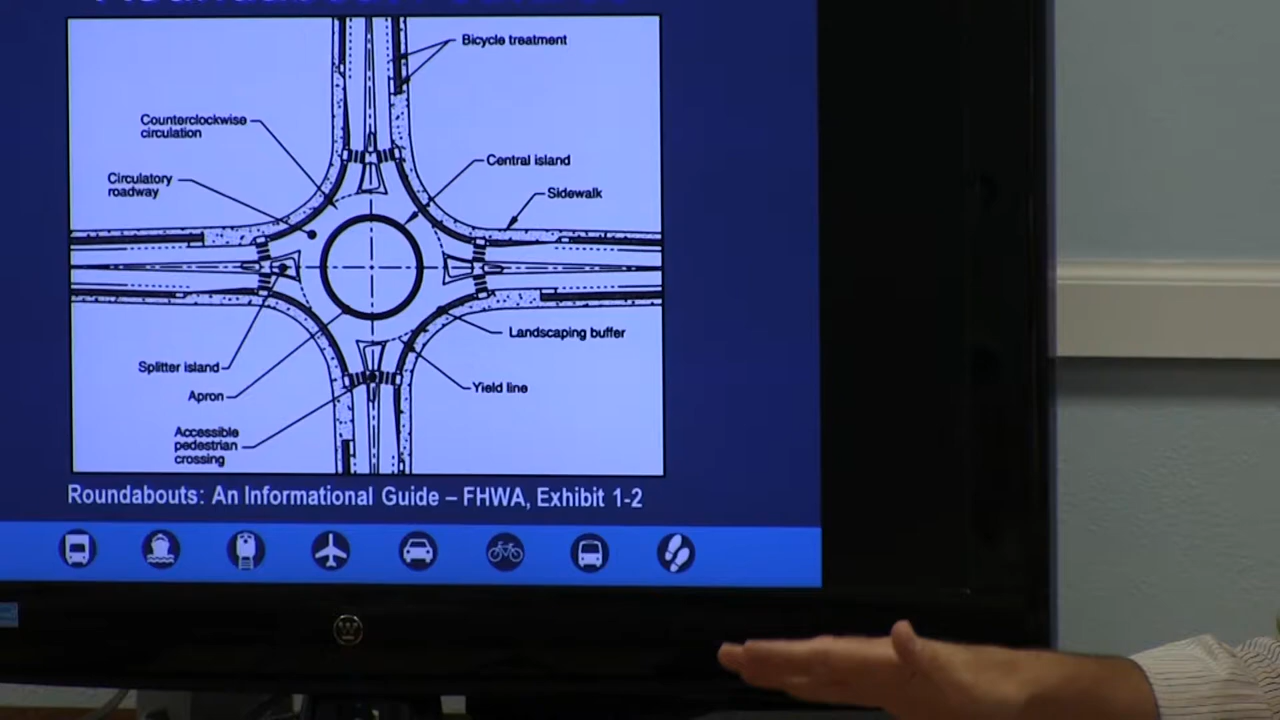 Bicycle treatment
Counterclockwise
circulation
Central island
Circulatory
roadway
Sidewalk
Landscaping buffer
Splitter island
Yield line
Apron
Accessible
pedestrian
crossing
Roundabouts: An Informational Guide – FHWA, Exhibit 1-2
W